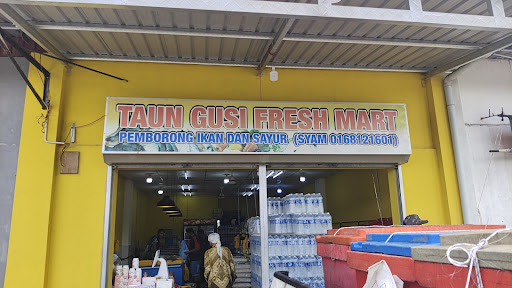 TAUN GUSI FRESH MART
PEMBORONG IKAN DAN SAYUR (SYAM 0168121601)